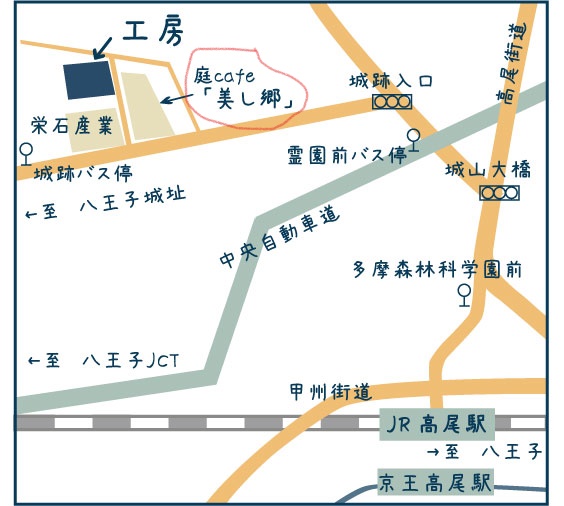 工房
高尾街道
庭cafe
「美し郷」
城跡入口
栄石産業
霊園前バス停
城跡バス停
城山大橋
←至 八王子城址
中央自動車道
多摩森林科学園前
←至 八王子JCT
甲州街道
JR高尾駅
→至 八王子
京王高尾駅